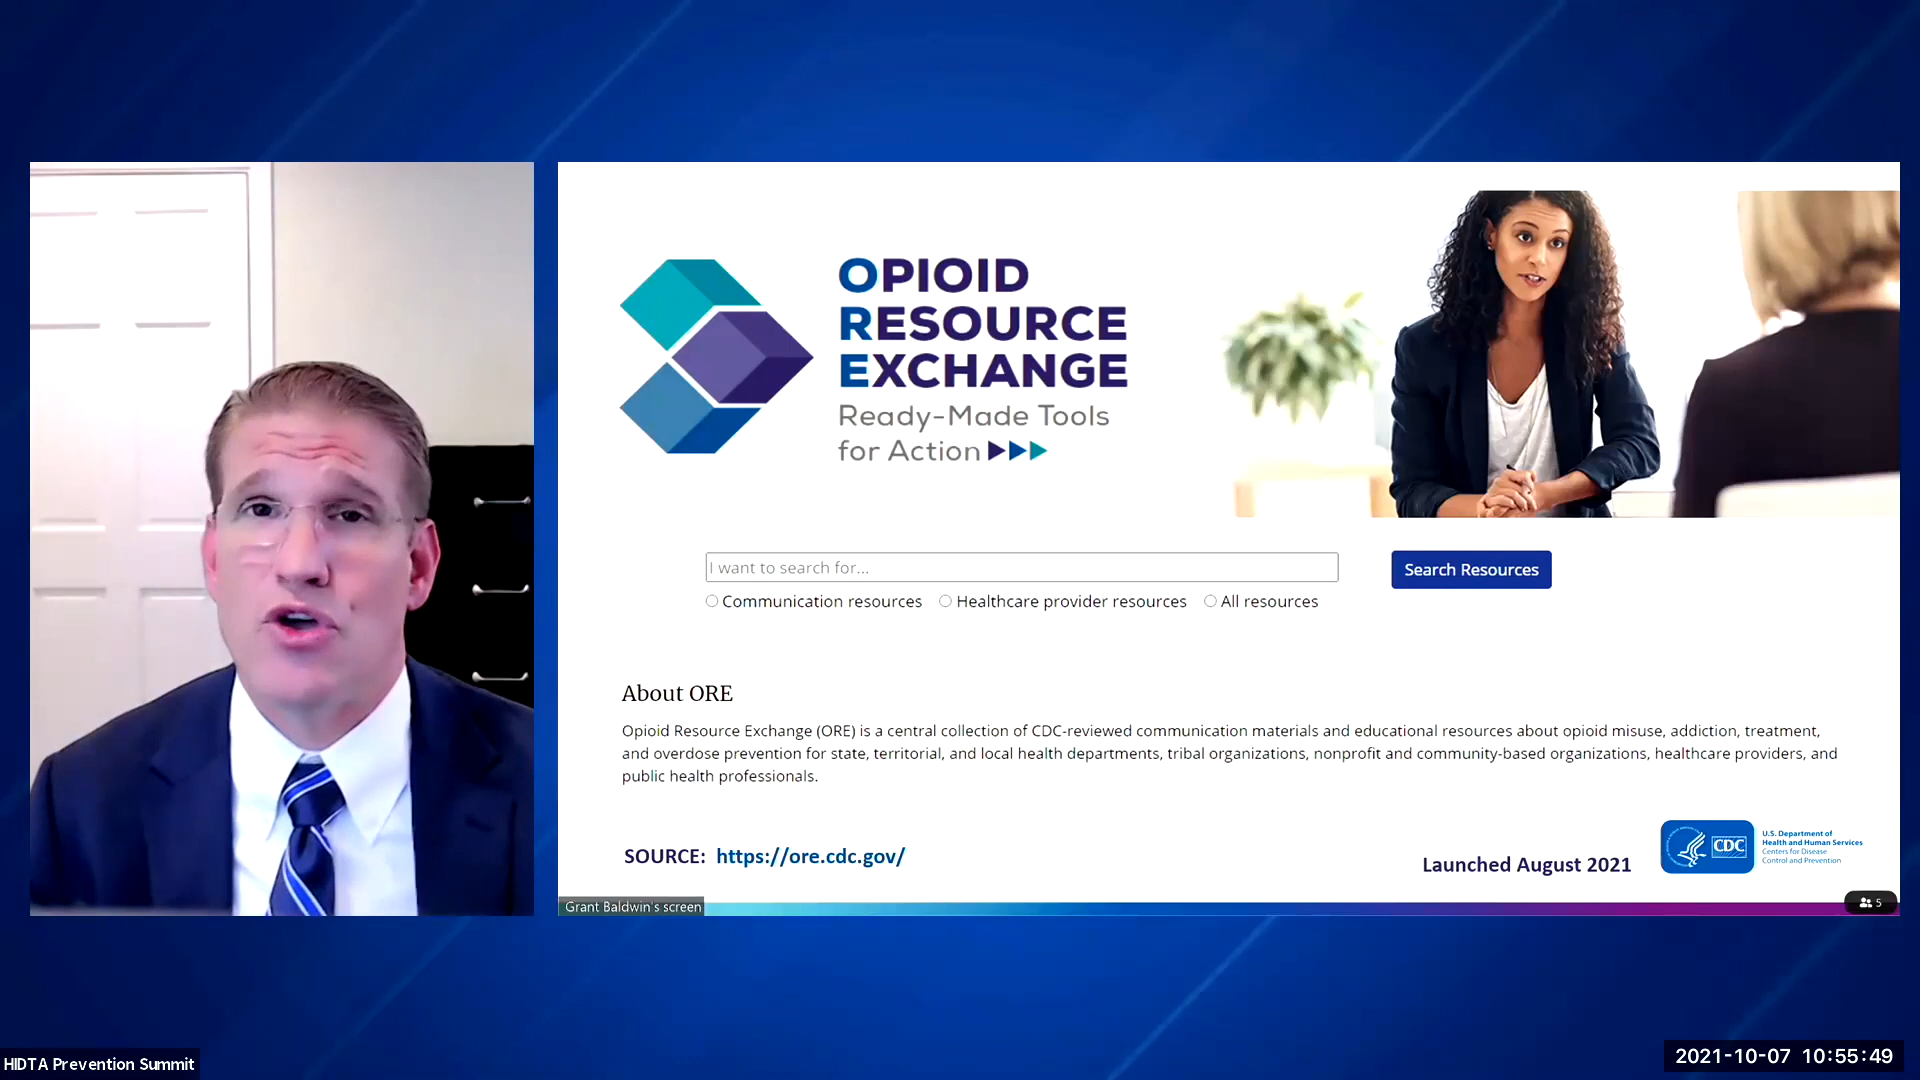 OPIOID
RESOURCE
EXCHANGE
Ready-Made Tools
for Action
I want to search for...
Search Resources
Communication resources
Healthcare provider resources
All resources
About ORE
Opioid Resource Exchange (ORE) is a central collection of CDC-reviewed communication materials and educational resources about opioid misuse, addiction, treatment,
and overdose prevention for state, territorial, and local health departments, tribal organizations, nonprofit and community-based organizations, healthcare providers, and
public health professionals.
SOURCE: https://ore.cdc.gov/
Launched August 2021
CDC
U.S. Department of
Health and Human Services
Centers for Disease
Control and Prevention
Grant Baldwin's screen
5
HIDTA Prevention Summit
2021-10-07 10:55:49